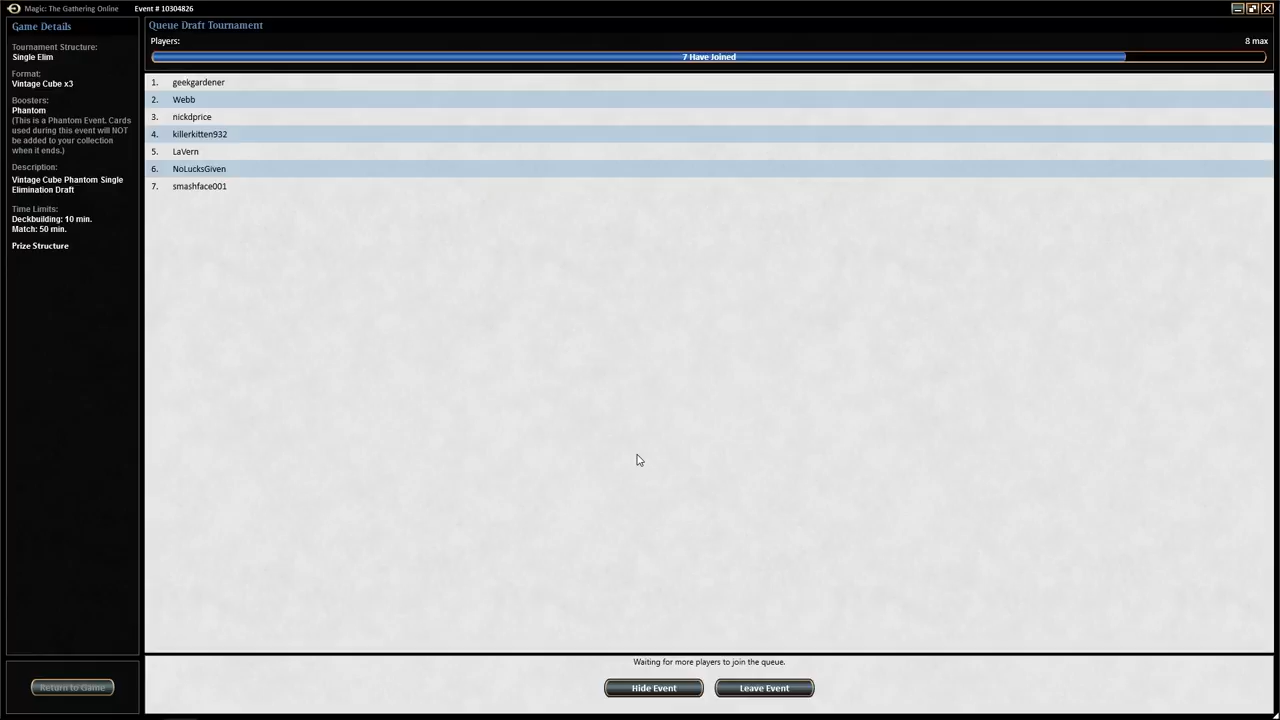 Magic: The Gathering Online Event # 10304826
Game Details
Tournament Structure:
Single Elim
Format:
Vintage Cube x3
Boosters:
Phantom
(This is a Phantom Event. Cards
used during this event will NOT
be added to your collection
when it ends.)
Description:
Vintage Cube Phantom Single
Elimination Draft
Time Limits:
Deckbuilding: 10 min.
Match: 50 min.
Prize Structure
Return to Game
Queue Draft Tournament
Players: 8 max
7 Have Joined
1. geekgardener
2. Webb
3. nickdprice
4. killerkitten932
5. LaVern
6. NoLucksGiven
7. smashface001
Waiting for more players to join the queue.
Hide Event Leave Event